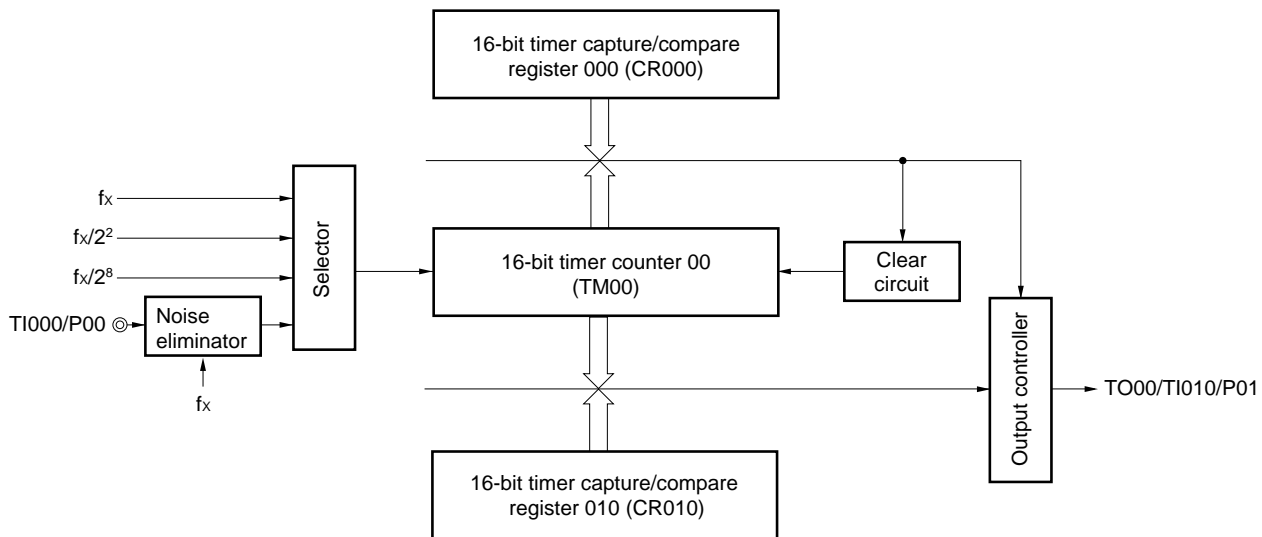 16-bit timer capture/compare
register 000 (CR000)
fX
fX/2²
fX/2⁸
TI000/P00
Noise
eliminator
fX
Selector
16-bit timer counter 00
(TM00)
Clear
circuit
Output controller
TO00/TI010/P01
16-bit timer capture/compare
register 010 (CR010)